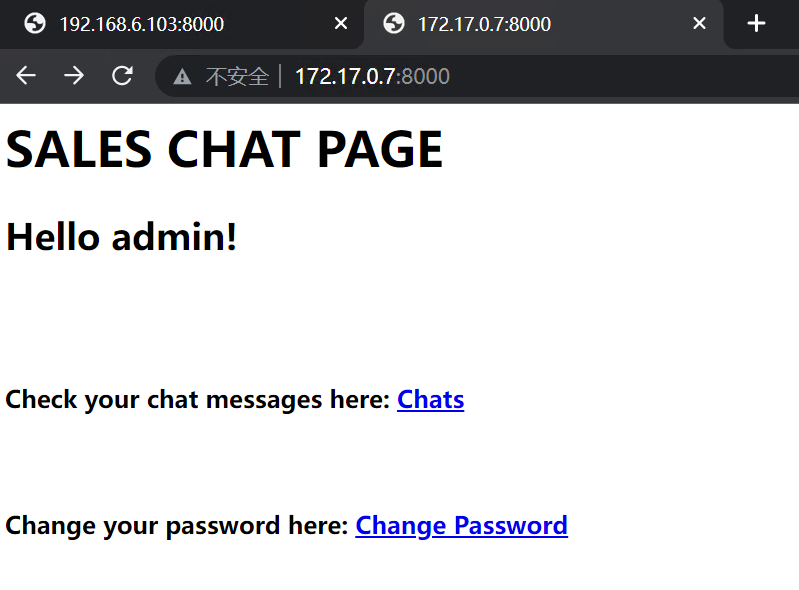 192.168.6.103:8000
172.17.0.7:8000
不安全 172.17.0.7:8000
SALES CHAT PAGE
Hello admin!
Check your chat messages here: Chats
Change your password here: Change Password